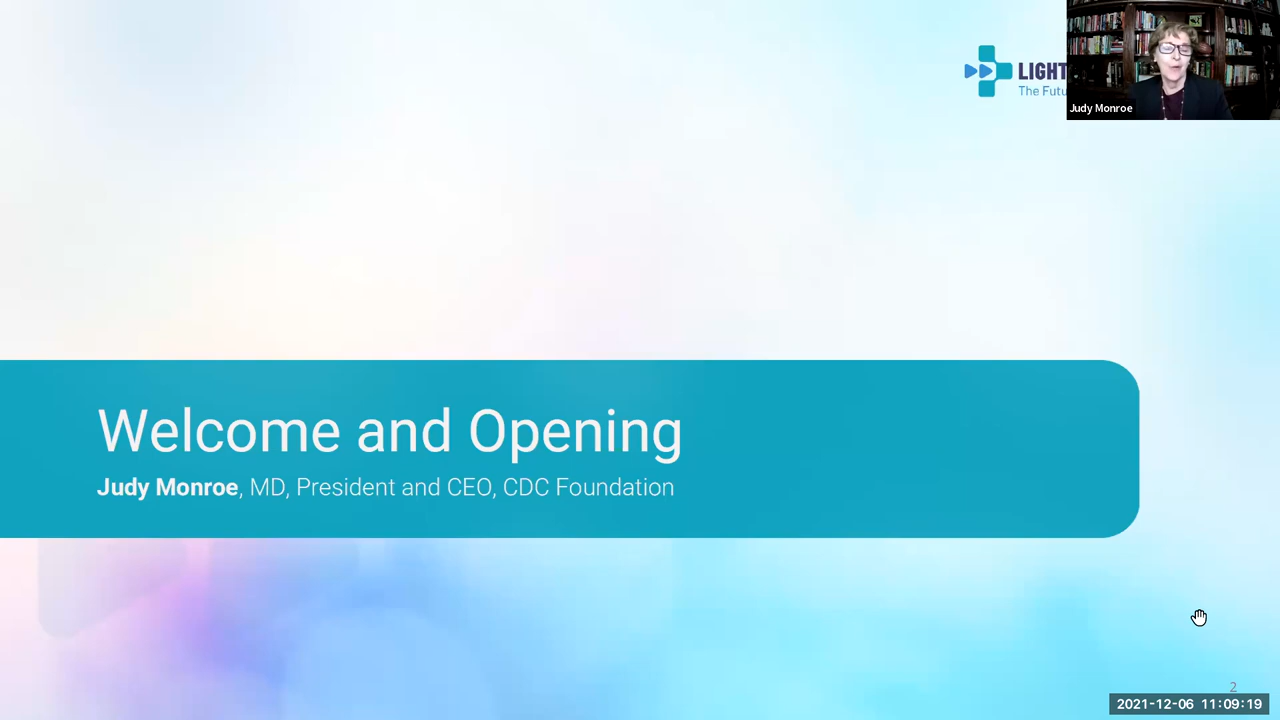 LIGHT
The Futu
Judy Monroe
Welcome and Opening
Judy Monroe, MD, President and CEO, CDC Foundation
2
2021-12-06 11:09:19